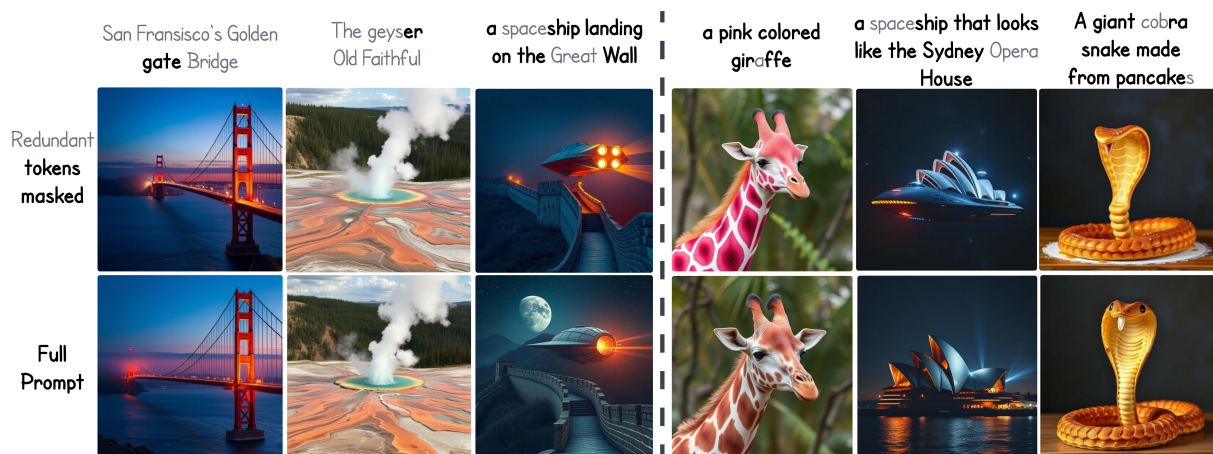 San Fransisco's Golden
gate Bridge
The geyser
Old Faithful
a spaceship landing
on the Great Wall
a pink colored
giraffe
a spaceship that looks
like the Sydney Opera
House
A giant cobra
snake made
from pancakes
Redundant
tokens
masked
Full
Prompt